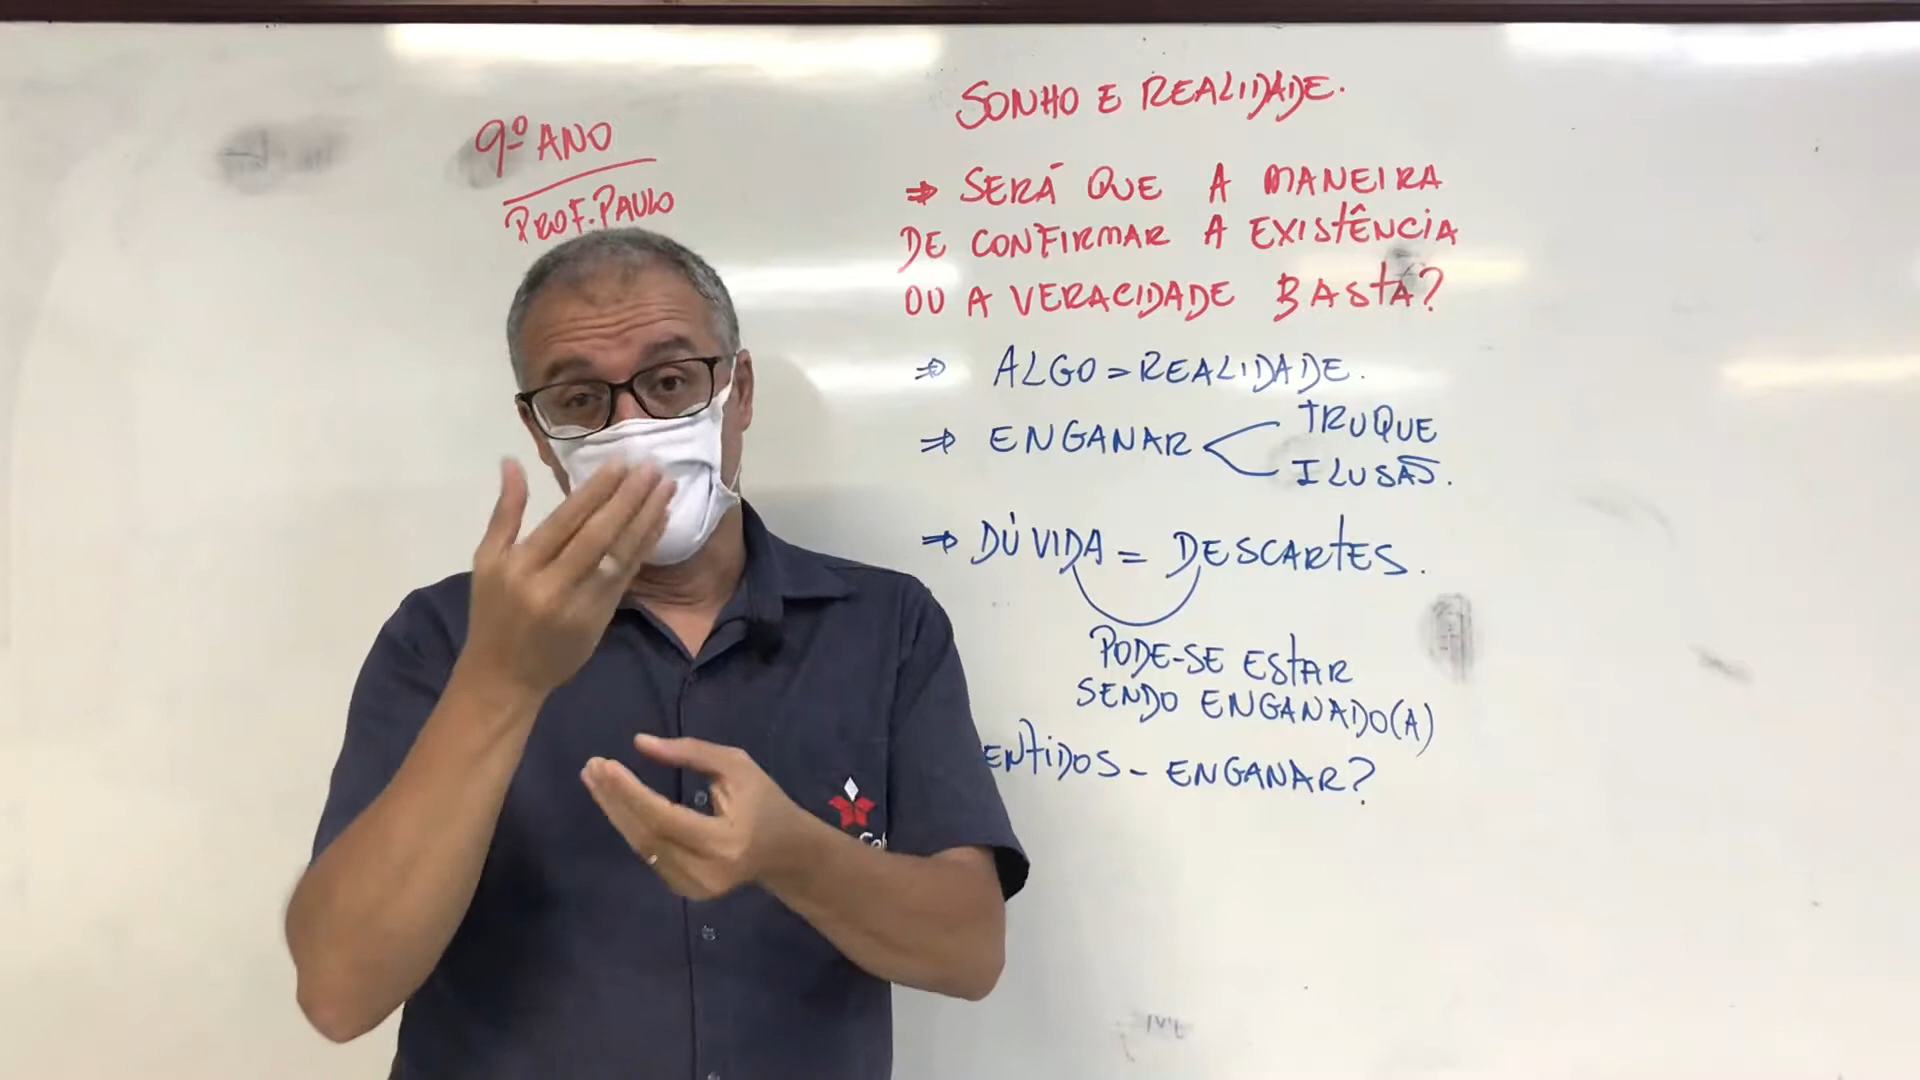 9º ANO
PROF. PAULO
SONHO E REALIDADE.
⇒ SERÁ QUE A MANEIRA
DE CONFIRMAR A EXISTÊNCIA
OU A VERACIDADE BASTA?
⇒ ALGO = REALIDADE.
⇒ ENGANAR < TRUQUE
ILUSÃO.
⇒ DÚVIDA = DESCARTES.
PODE-SE ESTAR
SENDO ENGANADO(A)
ENTIDOS - ENGANAR?